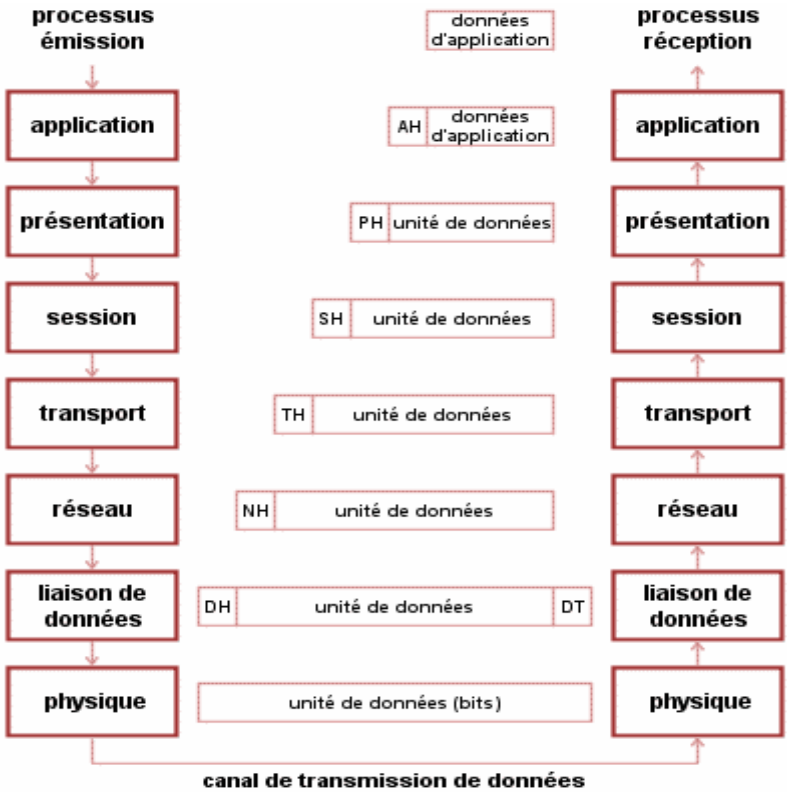 processus
émission
données
d'application
processus
réception
application
AH
données
d'application
application
présentation
PH
unité de données
présentation
session
SH
unité de données
session
transport
TH
unité de données
transport
réseau
NH
unité de données
réseau
liaison de
données
DH
unité de données
DT
liaison de
données
physique
unité de données (bits)
physique
canal de transmission de données